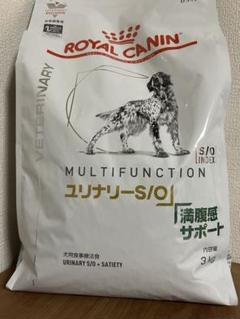 ROYAL CANIN
VETERINARY
S/O
INDEX
MULTIFUNCTION
ユリナリーS/O
満腹感
サポート
犬用食事療法食
URINARY S/O + SATIETY
内容量
3kg